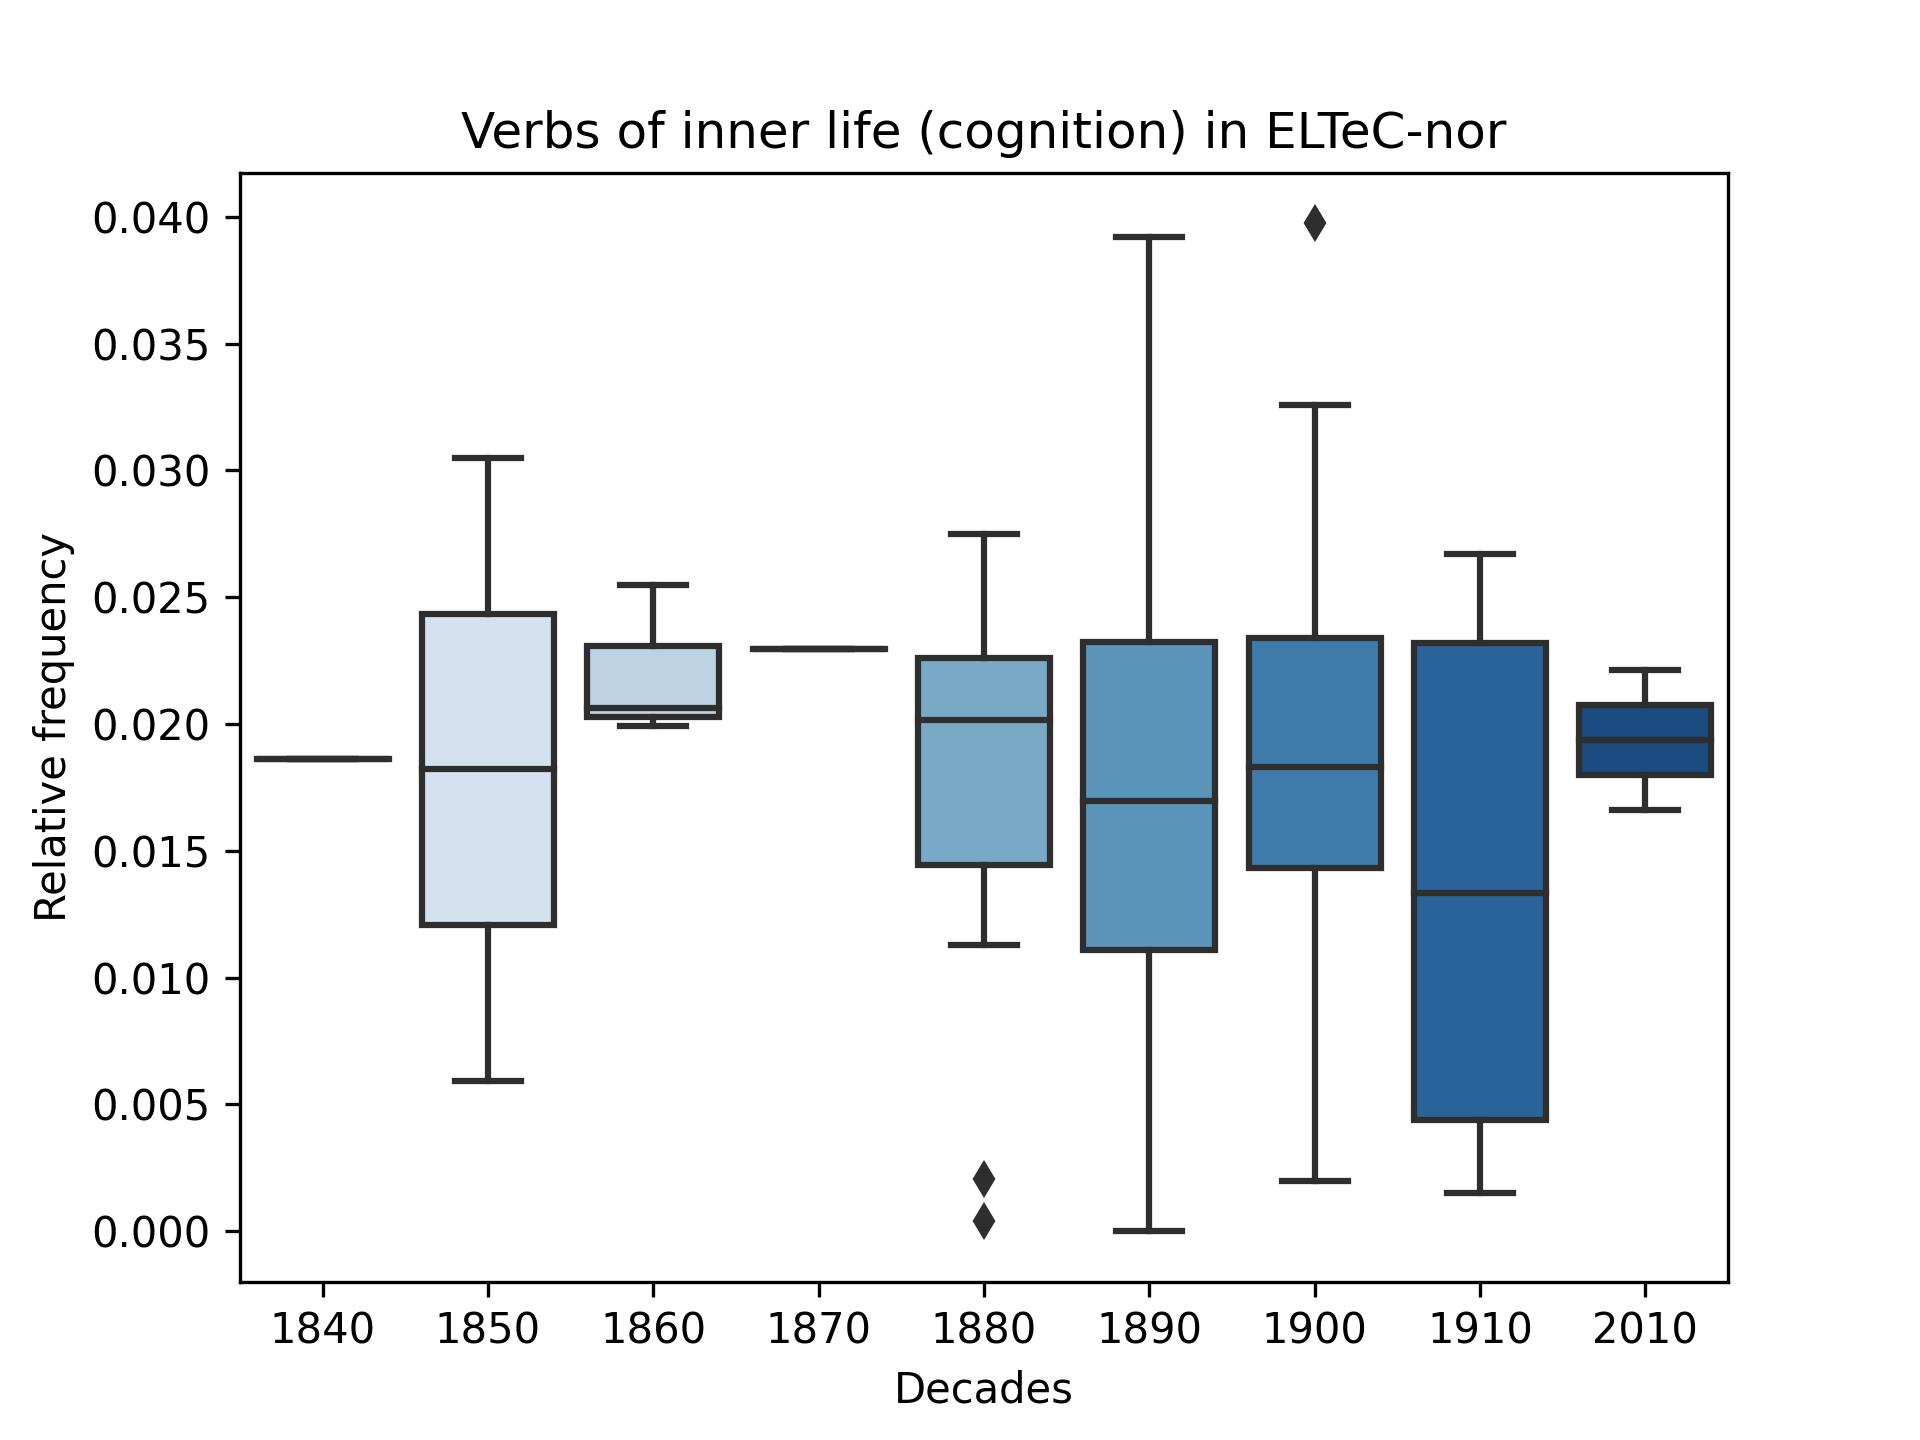 Verbs of inner life (cognition) in ELTeC-nor
0.040
0.035
0.030
0.025
0.020
0.015
0.010
0.005
0.000
Relative frequency
1840 1850 1860 1870 1880 1890 1900 1910 2010
Decades